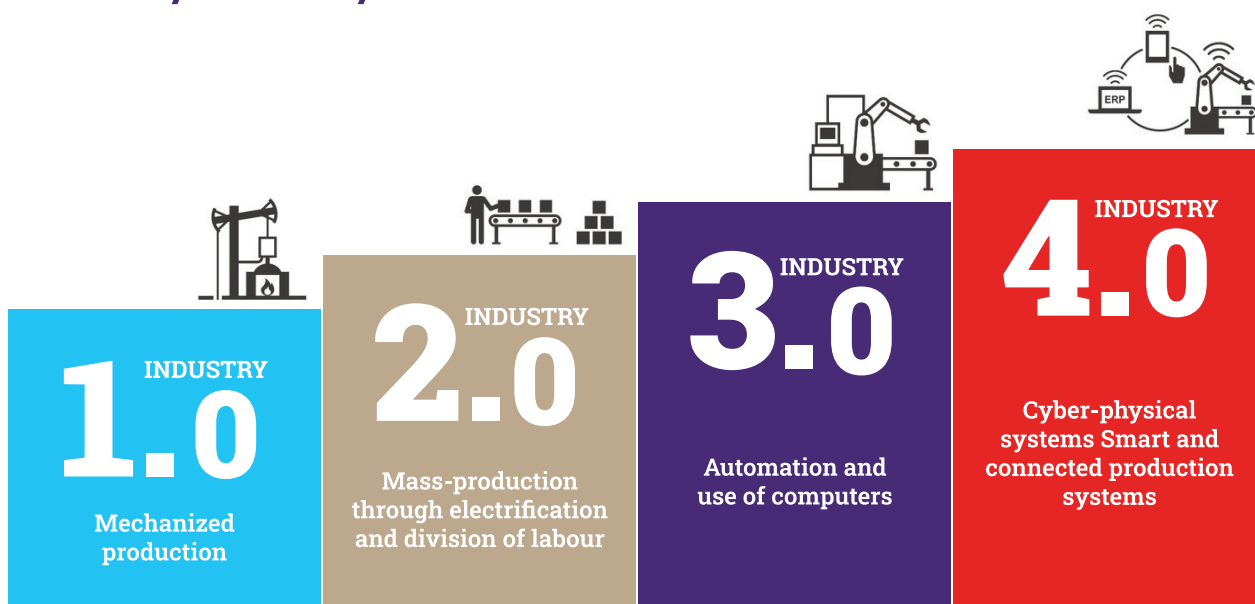 INDUSTRY
1.0
Mechanized
production
INDUSTRY
2.0
Mass-production
through electrification
and division of labour
INDUSTRY
3.0
Automation and
use of computers
ERP
INDUSTRY
4.0
Cyber-physical
systems Smart and
connected production
systems